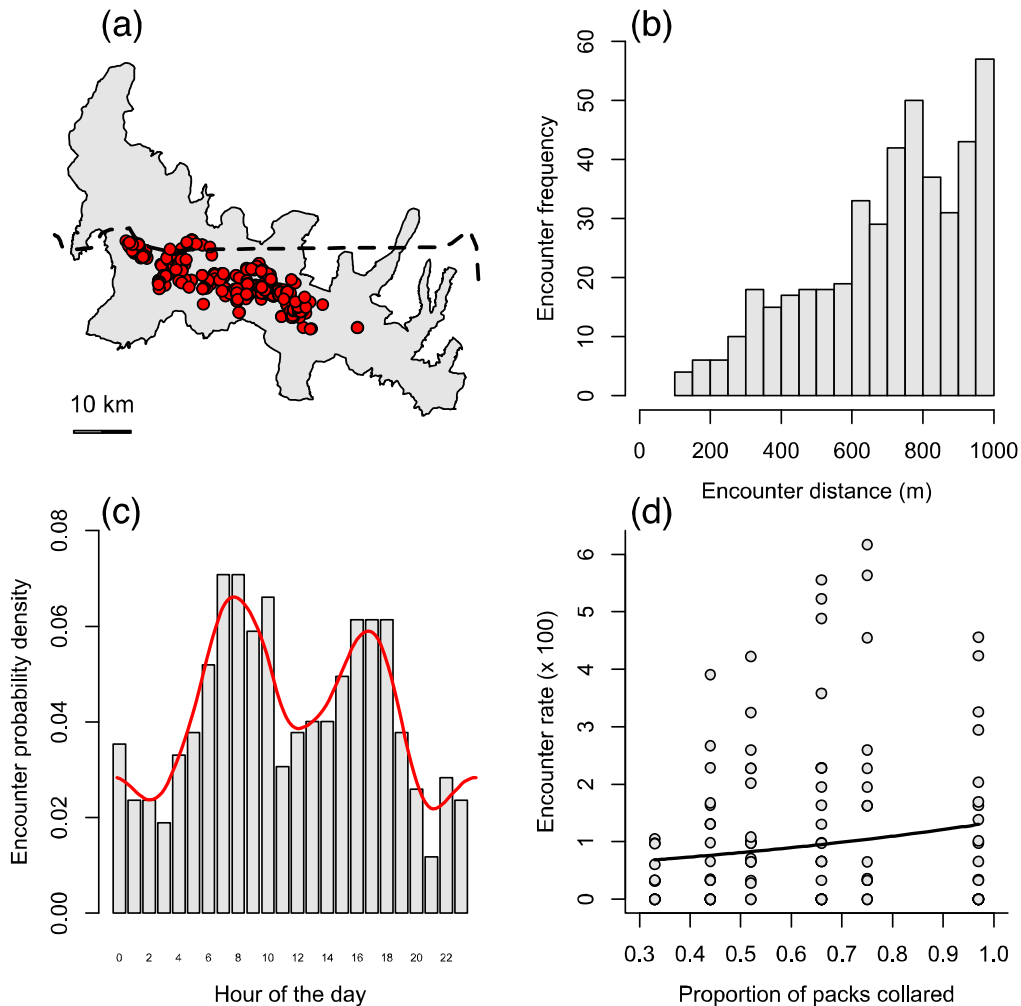 (a)
10 km
(b)
Encounter frequency
0 10 20 30 40 50 60
0 200 400 600 800 1000
Encounter distance (m)
(c)
Encounter probability density
0.00 0.02 0.04 0.06 0.08
0 2 4 6 8 10 12 14 16 18 20 22
Hour of the day
(d)
Encounter rate (x 100)
0 1 2 3 4 5 6
0.3 0.4 0.5 0.6 0.7 0.8 0.9 1.0
Proportion of packs collared